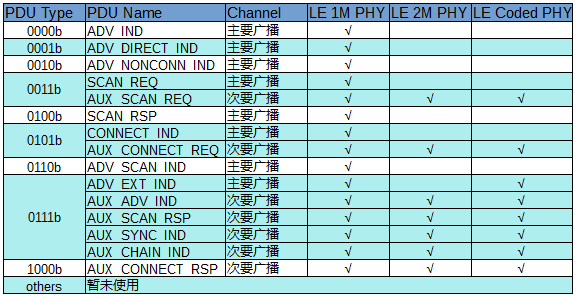 PDU Type PDU Name Channel LE 1M PHY LE 2M PHY LE Coded PHY
0000b ADV_IND 主要广播 √
0001b ADV_DIRECT_IND 主要广播 √
0010b ADV_NONCONN_IND 主要广播 √
0011b SCAN_REQ 主要广播 √
AUX_SCAN_REQ 次要广播 √ √ √
0100b SCAN_RSP 主要广播 √
0101b CONNECT_IND 主要广播 √
AUX_CONNECT_REQ 次要广播 √ √ √
0110b ADV_SCAN_IND 主要广播 √
0111b ADV_EXT_IND 主要广播 √ √
AUX_ADV_IND 次要广播 √ √ √
AUX_SCAN_RSP 次要广播 √ √ √
AUX_SYNC_IND 次要广播 √ √ √
AUX_CHAIN_IND 次要广播 √ √ √
1000b AUX_CONNECT_RSP 次要广播 √ √ √
others 暂未使用